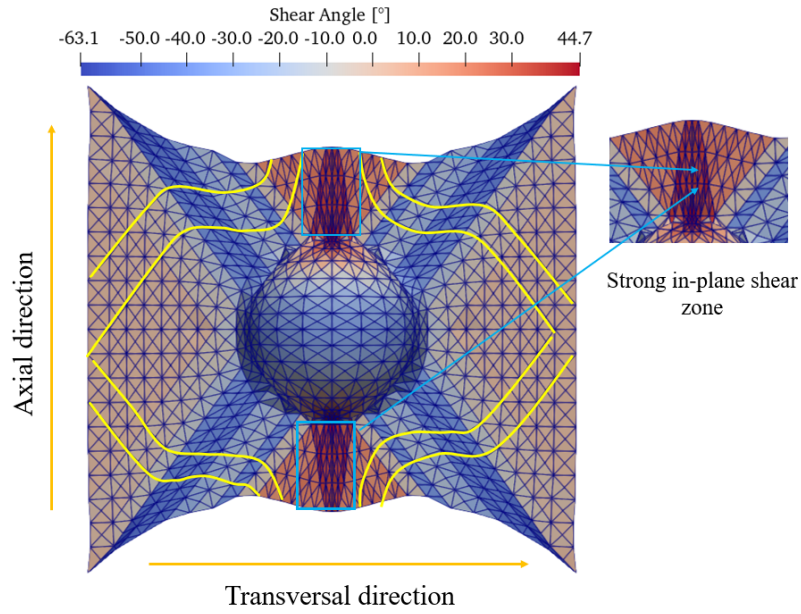 Shear Angle [°]
-63.1 -50.0 -40.0 -30.0 -20.0 -10.0 0.0 10.0 20.0 30.0 44.7
Axial direction
Strong in-plane shear
zone
Transversal direction